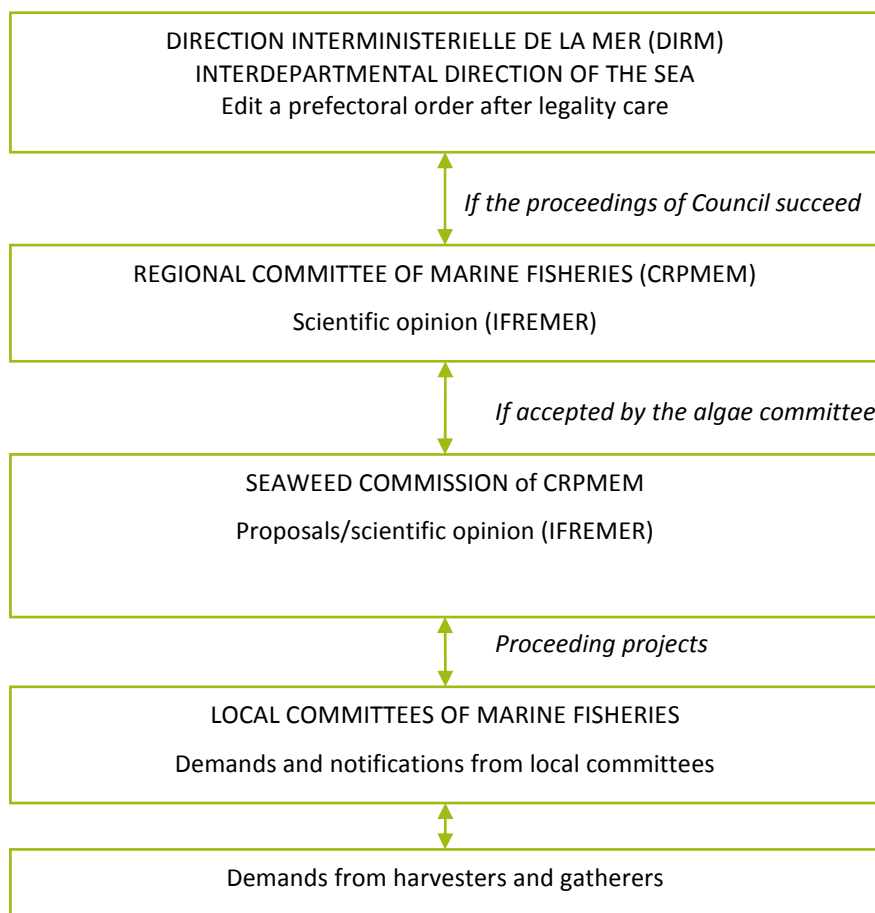 DIRECTION INTERMINISTERIELLE DE LA MER (DIRM)
INTERDEPARTMENTAL DIRECTION OF THE SEA
Edit a prefectoral order after legality care
If the proceedings of Council succeed
REGIONAL COMMITTEE OF MARINE FISHERIES (CRPMEM)
Scientific opinion (IFREMER)
If accepted by the algae committee
SEAWEED COMMISSION of CRPMEM
Proposals/scientific opinion (IFREMER)
Proceeding projects
LOCAL COMMITTEES OF MARINE FISHERIES
Demands and notifications from local committees
Demands from harvesters and gatherers